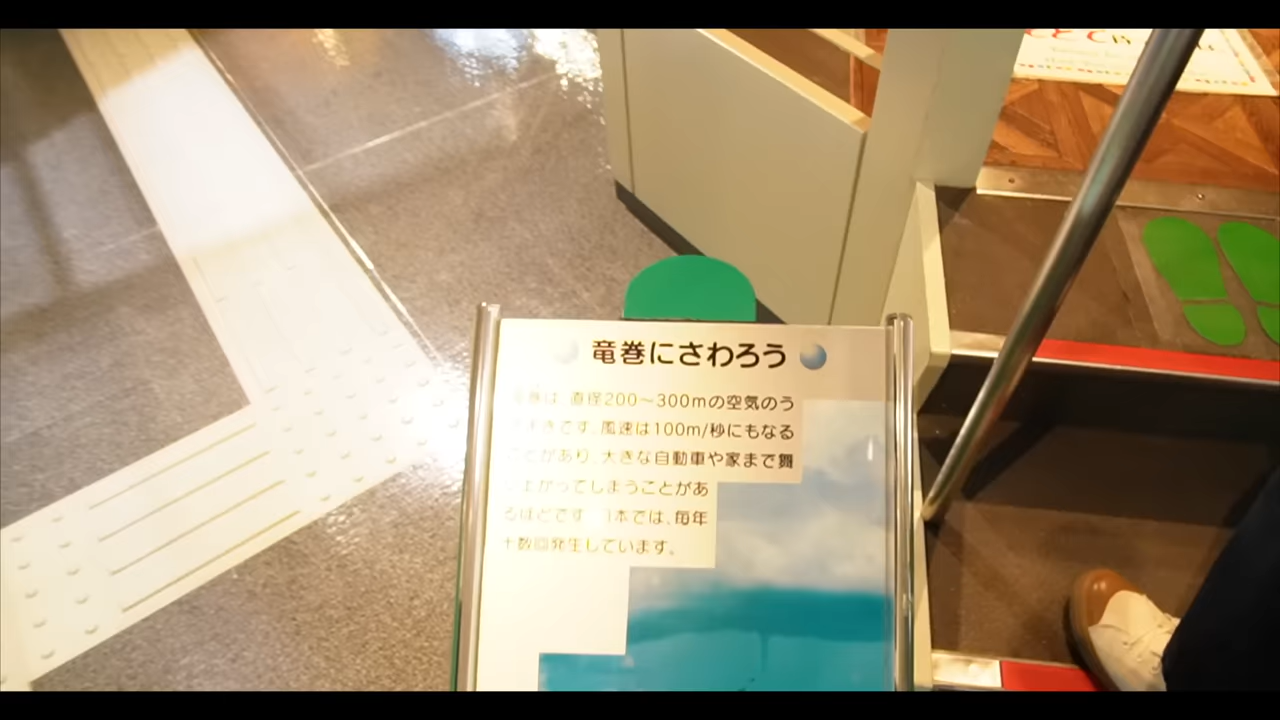 竜巻にさわろう
竜巻は、直径200〜300mの空気のう
ずまきです。風速は100m/秒にもなる
ことがあり、大きな自動車や家まで舞
い上がってしまうことがあ
るほどです。日本では、毎年
十数回発生しています。